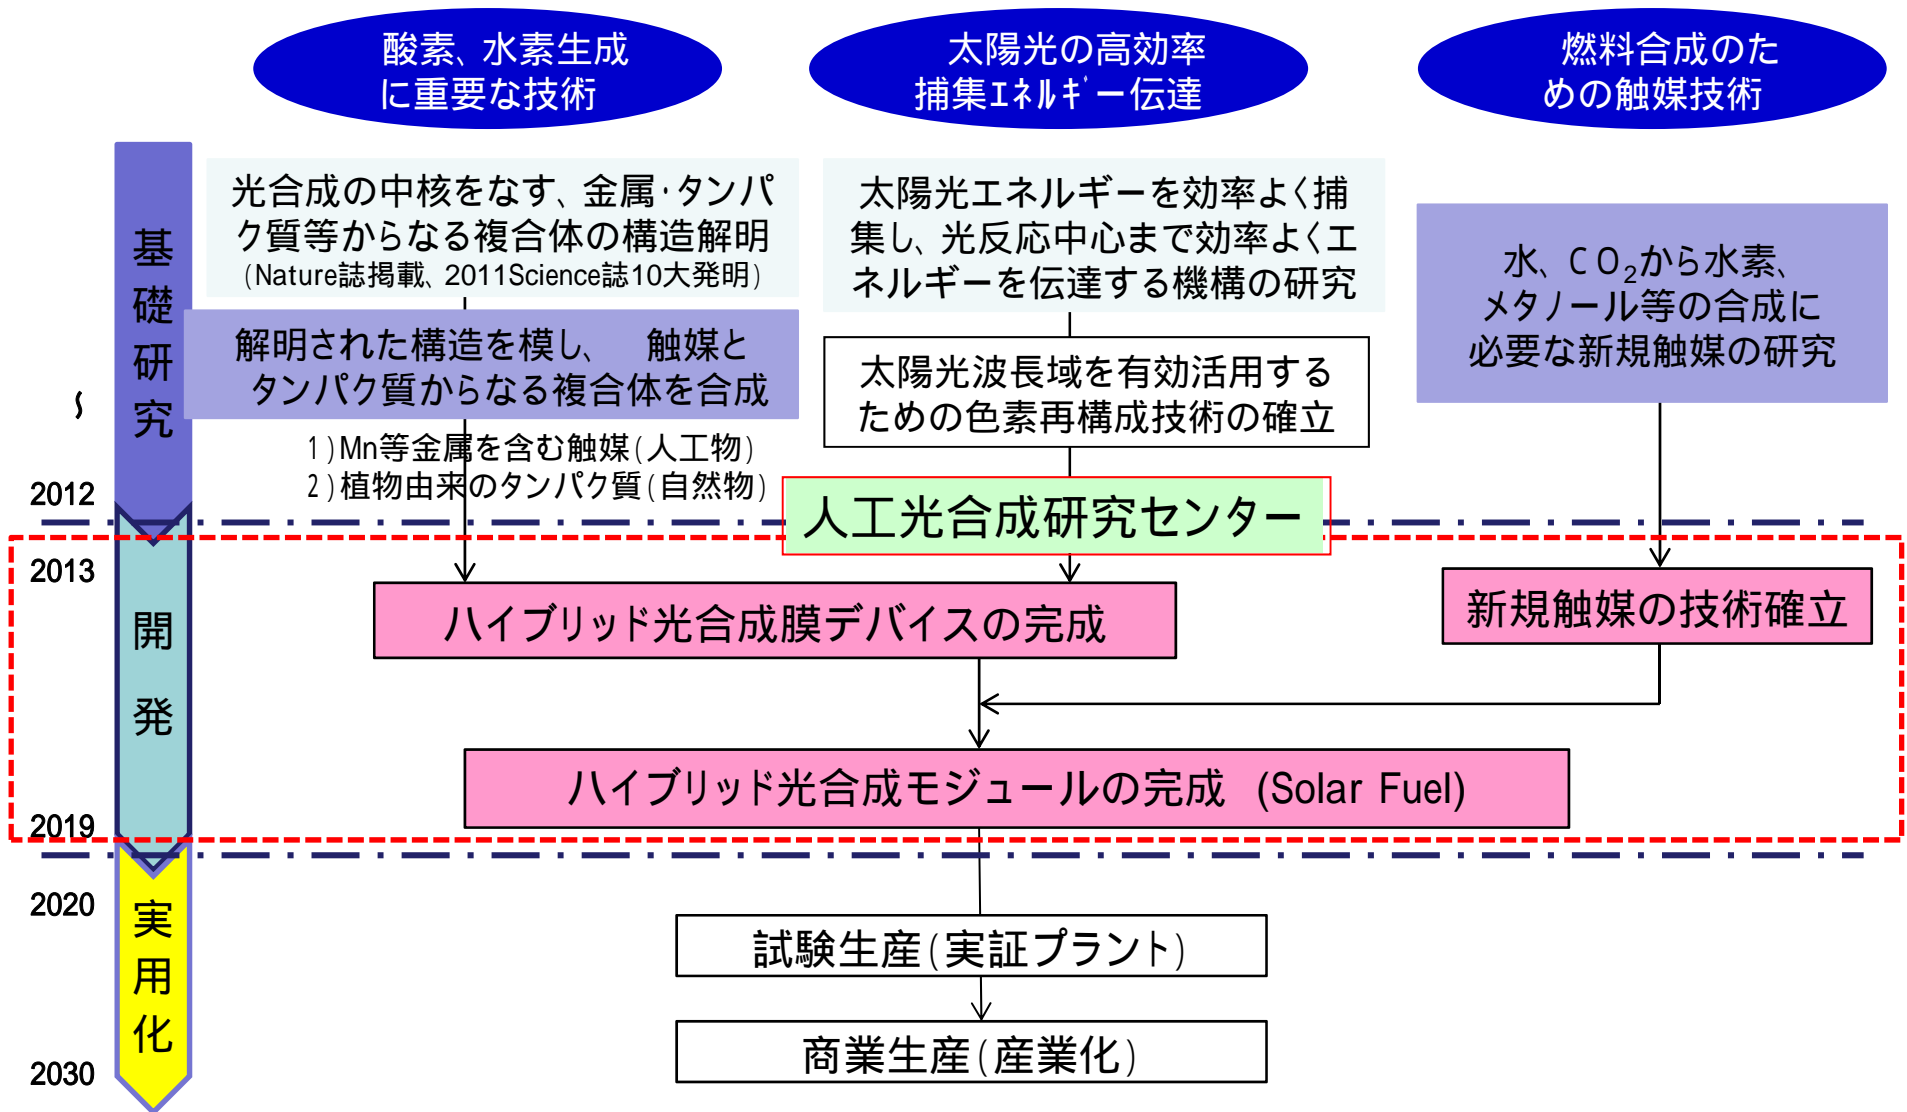 酸素、水素生成
に重要な技術
太陽光の高効率
捕集エネルギー伝達
燃料合成のた
めの触媒技術
基礎研究
光合成の中核をなす、金属・タンパ
ク質等からなる複合体の構造解明
(Nature誌掲載、2011Science誌10大発明)
太陽光エネルギーを効率よく捕
集し、光反応中心まで効率よくエ
ネルギーを伝達する機構の研究
水、CO₂から水素、
メタノール等の合成に
必要な新規触媒の研究
解明された構造を模し、 触媒と
タンパク質からなる複合体を合成
太陽光波長域を有効活用する
ための色素再構成技術の確立
1)Mn等金属を含む触媒(人工物)
2)植物由来のタンパク質(自然物)
~
2012
人工光合成研究センター
2013
開発
ハイブリッド光合成膜デバイスの完成
新規触媒の技術確立
ハイブリッド光合成モジュールの完成 (Solar Fuel)
2019
2020
実用化
試験生産(実証プラント)
商業生産(産業化)
2030